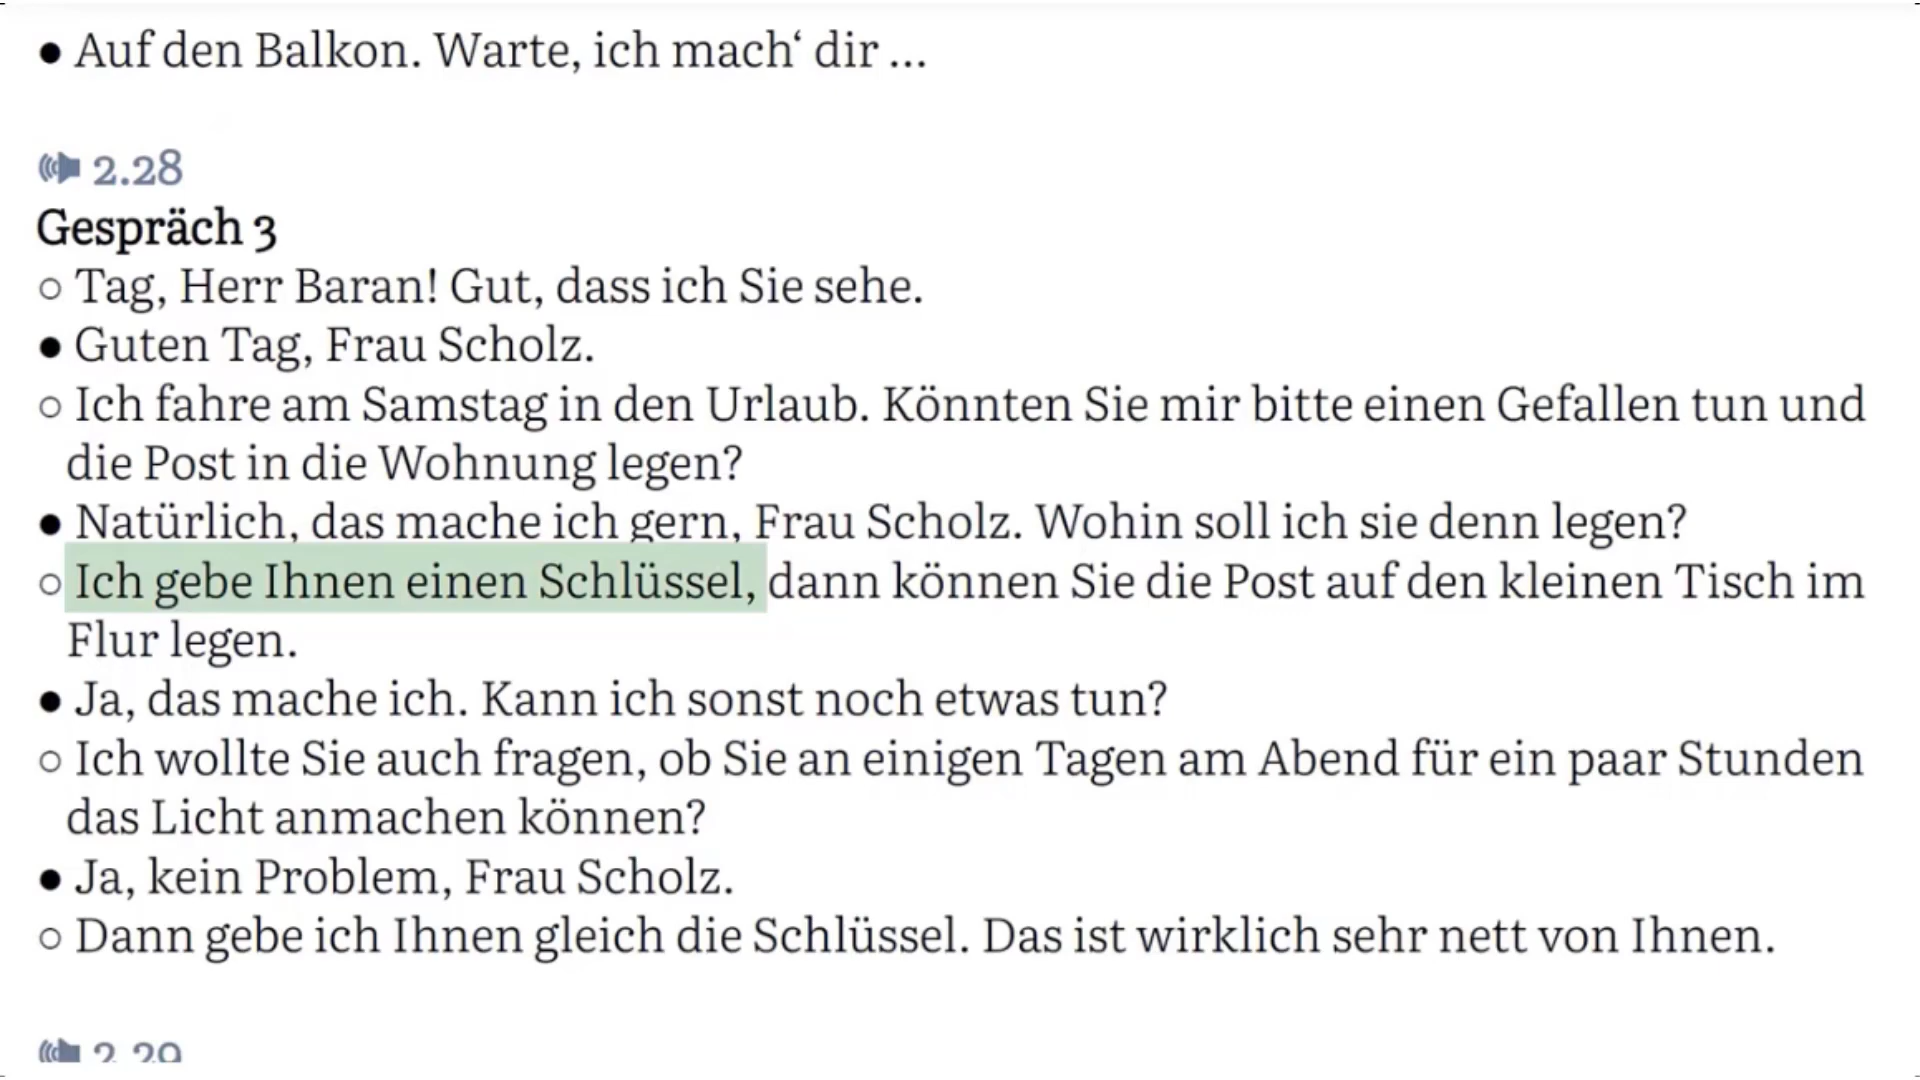 ● Auf den Balkon. Warte, ich mach‘ dir ...
2.28
Gespräch 3
○ Tag, Herr Baran! Gut, dass ich Sie sehe.
● Guten Tag, Frau Scholz.
○ Ich fahre am Samstag in den Urlaub. Könnten Sie mir bitte einen Gefallen tun und
die Post in die Wohnung legen?
● Natürlich, das mache ich gern, Frau Scholz. Wohin soll ich sie denn legen?
○ Ich gebe Ihnen einen Schlüssel, dann können Sie die Post auf den kleinen Tisch im
Flur legen.
● Ja, das mache ich. Kann ich sonst noch etwas tun?
○ Ich wollte Sie auch fragen, ob Sie an einigen Tagen am Abend für ein paar Stunden
das Licht anmachen können?
● Ja, kein Problem, Frau Scholz.
○ Dann gebe ich Ihnen gleich die Schlüssel. Das ist wirklich sehr nett von Ihnen.
2.29